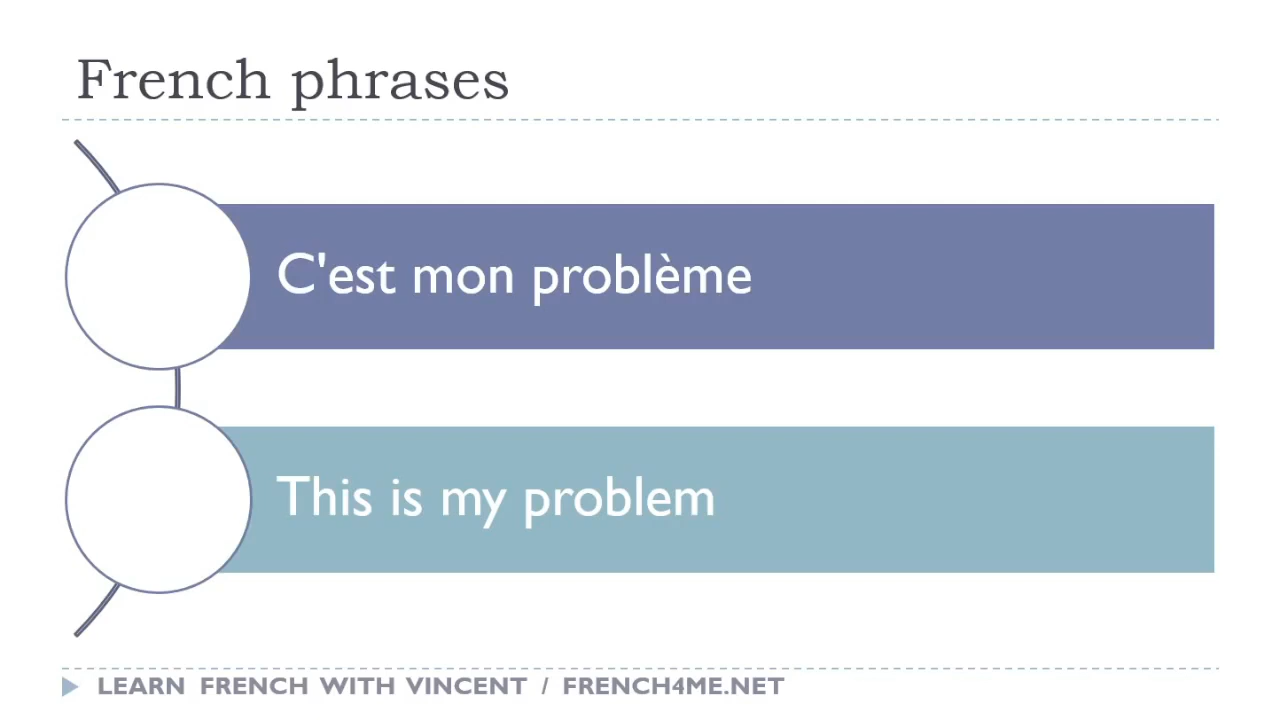 French phrases
C'est mon problème
This is my problem
LEARN FRENCH WITH VINCENT / FRENCH4ME.NET